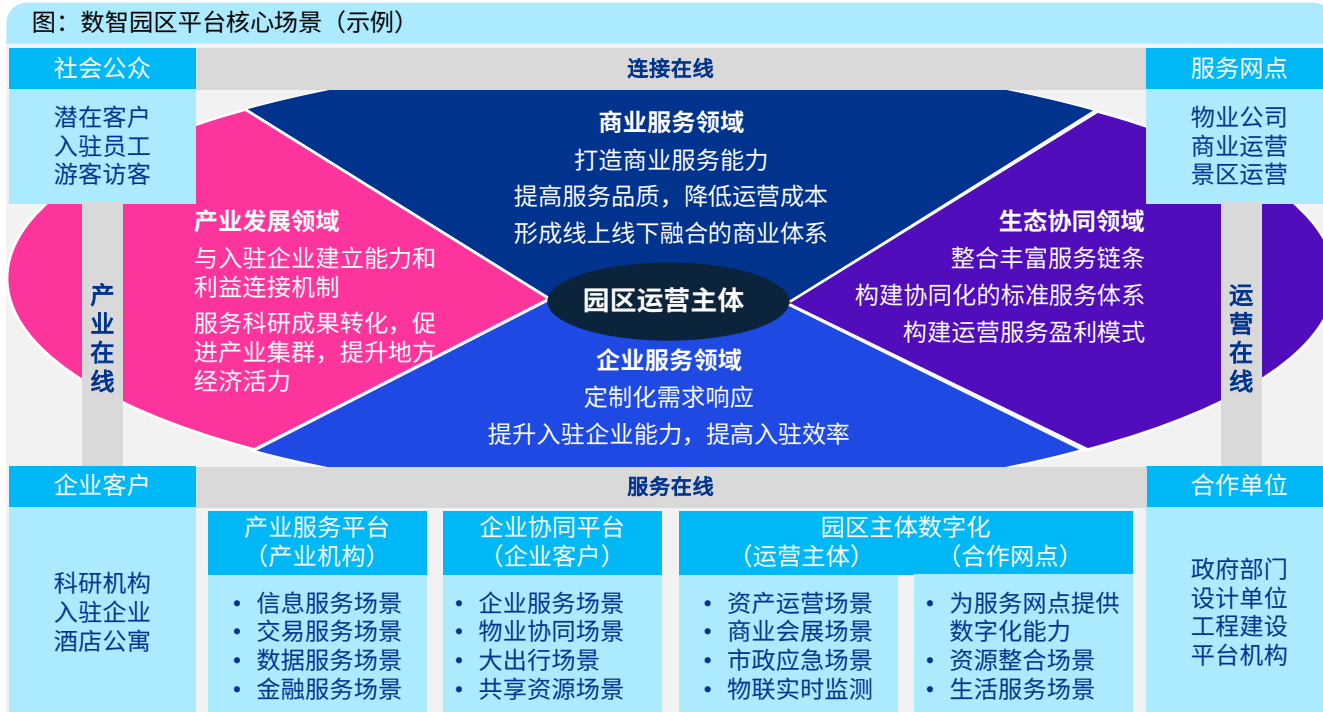 图：数智园区平台核心场景（示例）
社会公众
潜在客户
入驻员工
游客访客
连接在线
服务网点
物业公司
商业运营
景区运营
商业服务领域
打造商业服务能力
提高服务品质，降低运营成本
形成线上线下融合的商业体系
产业发展领域
与入驻企业建立能力和
利益连接机制
服务科研成果转化，促
进产业集群，提升地方
经济活力
生态协同领域
整合丰富服务链条
构建协同化的标准服务体系
构建运营服务盈利模式
产业在线
园区运营主体
运营在线
企业服务领域
定制化需求响应
提升入驻企业能力，提高入驻效率
企业客户
科研机构
入驻企业
酒店公寓
服务在线
合作单位
政府部门
设计单位
工程建设
平台机构
产业服务平台
（产业机构）
• 信息服务场景
• 交易服务场景
• 数据服务场景
• 金融服务场景
企业协同平台
（企业客户）
• 企业服务场景
• 物业协同场景
• 大出行场景
• 共享资源场景
园区主体数字化
（运营主体）
• 资产运营场景
• 商业会展场景
• 市政应急场景
• 物联实时监测
（合作网点）
• 为服务网点提供
数字化能力
• 资源整合场景
• 生活服务场景